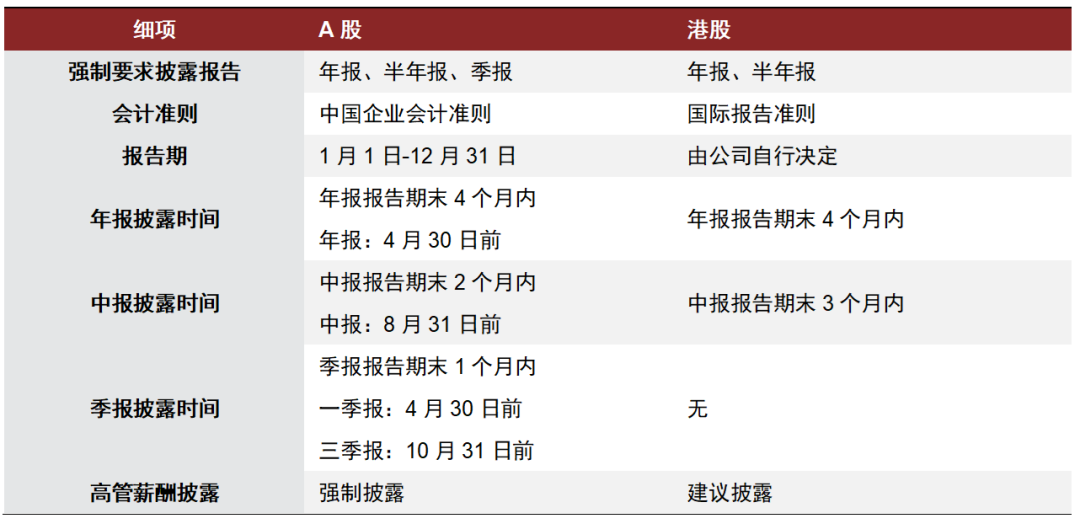 细项 A 股 港股
强制要求披露报告 年报、半年报、季报 年报、半年报
会计准则 中国企业会计准则 国际报告准则
报告期 1 月 1 日-12 月 31 日 由公司自行决定
年报披露时间 年报报告期末 4 个月内 年报报告期末 4 个月内
年报：4 月 30 日前
中报披露时间 中报报告期末 2 个月内 中报报告期末 3 个月内
中报：8 月 31 日前
季报披露时间 季报报告期末 1 个月内 无
一季报：4 月 30 日前
三季报：10 月 31 日前
高管薪酬披露 强制披露 建议披露